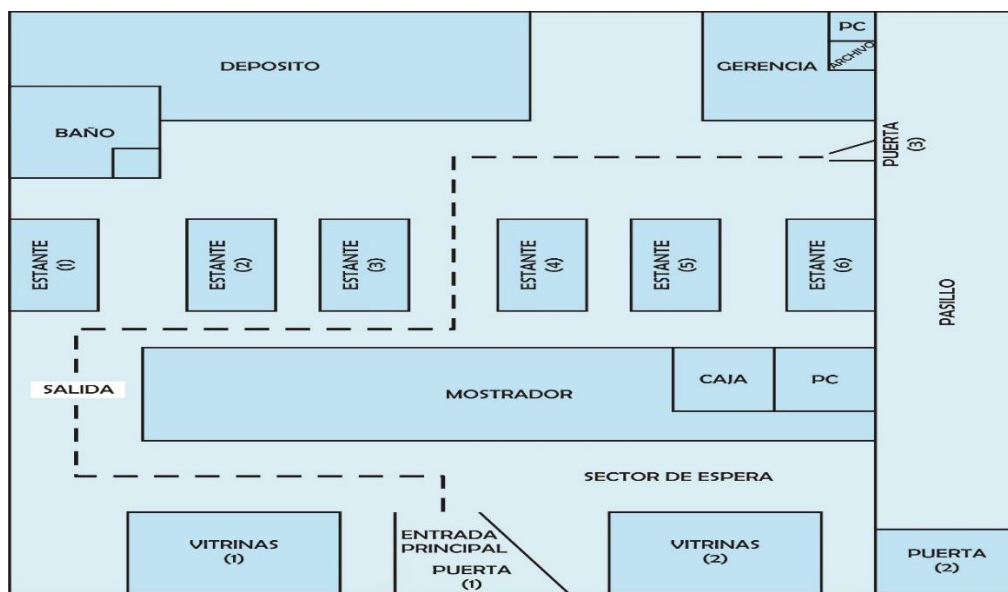 DEPOSITO
GERENCIA
PC
ARCHIVO
BAÑO
PUERTA
(3)
ESTANTE
(1)
ESTANTE
(2)
ESTANTE
(3)
ESTANTE
(4)
ESTANTE
(5)
ESTANTE
(6)
PASILLO
SALIDA
MOSTRADOR
CAJA
PC
SECTOR DE ESPERA
VITRINAS
(1)
ENTRADA
PRINCIPAL
PUERTA
(1)
VITRINAS
(2)
PUERTA
(2)